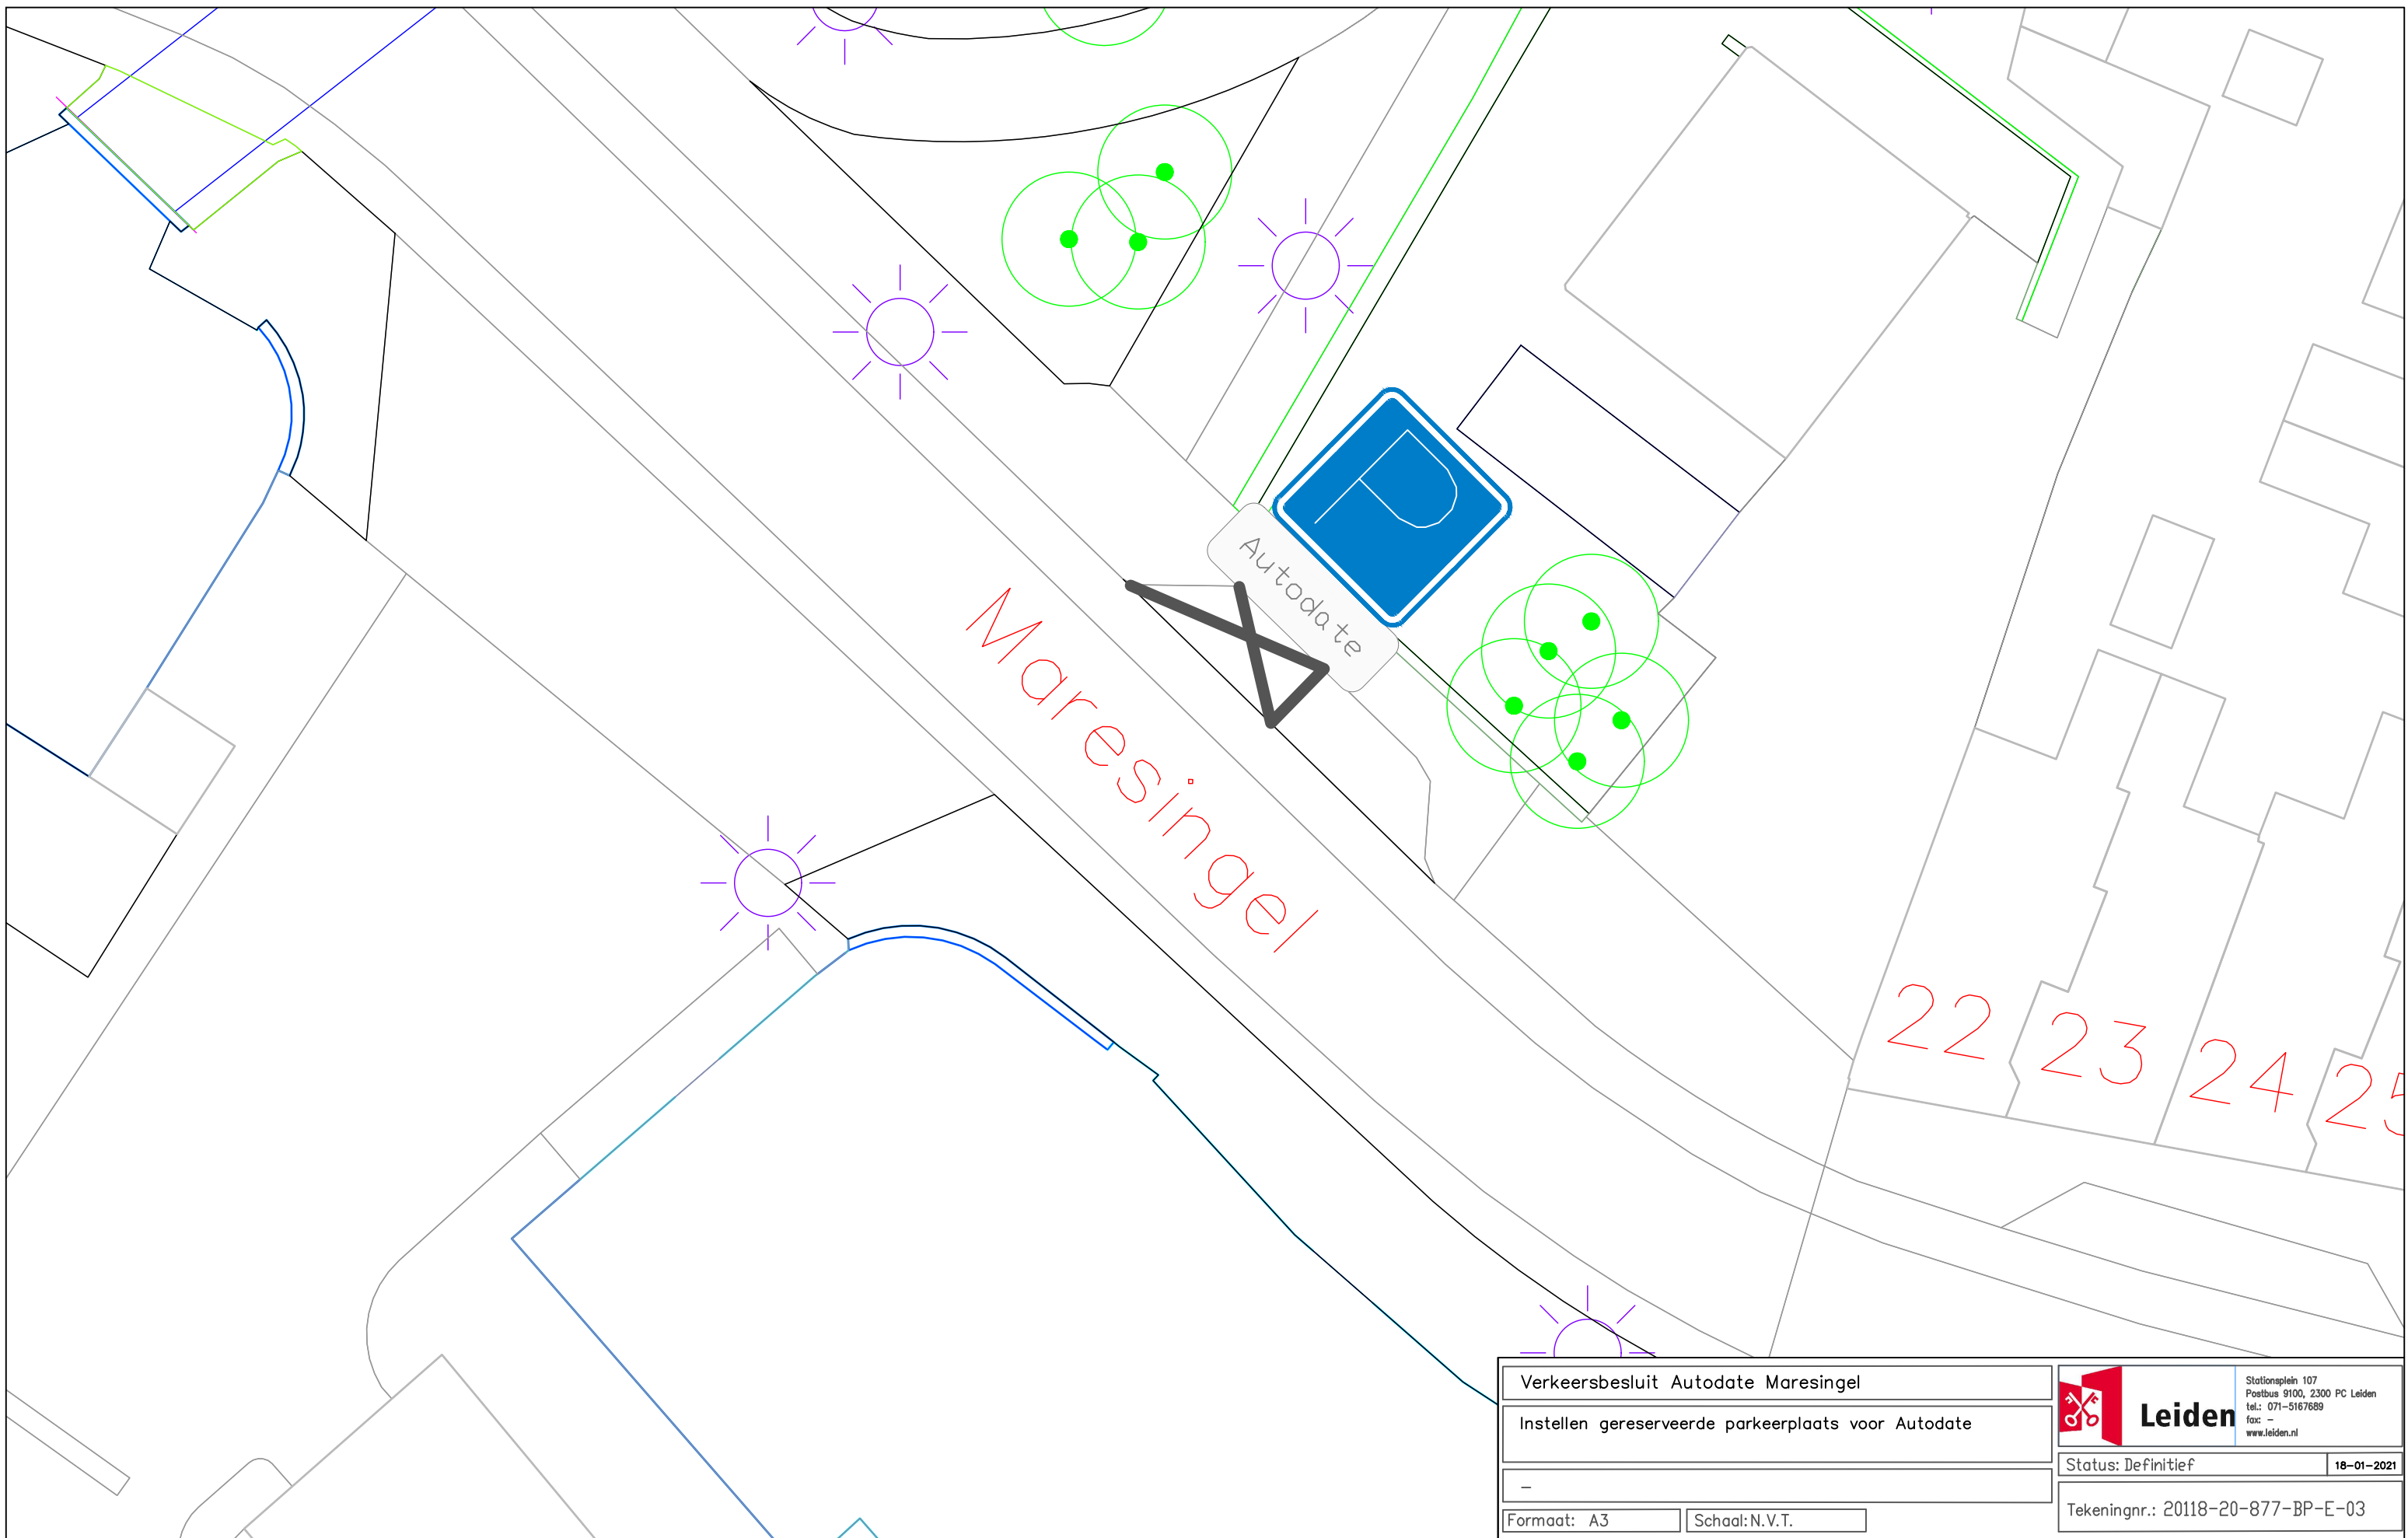 P
Autodate
Maresingel
22
23
24
25
Verkeersbesluit Autodate Maresingel
Instellen gereserveerde parkeerplaats voor Autodate
–
Formaat: A3
Schaal: N.V.T.
Leiden
Stationsplein 107
Postbus 9100, 2300 PC Leiden
tel.: 071-5167689
fax: –
www.leiden.nl
Status: Definitief
18-01-2021
Tekeningnr.: 20118-20-877-BP-E-03